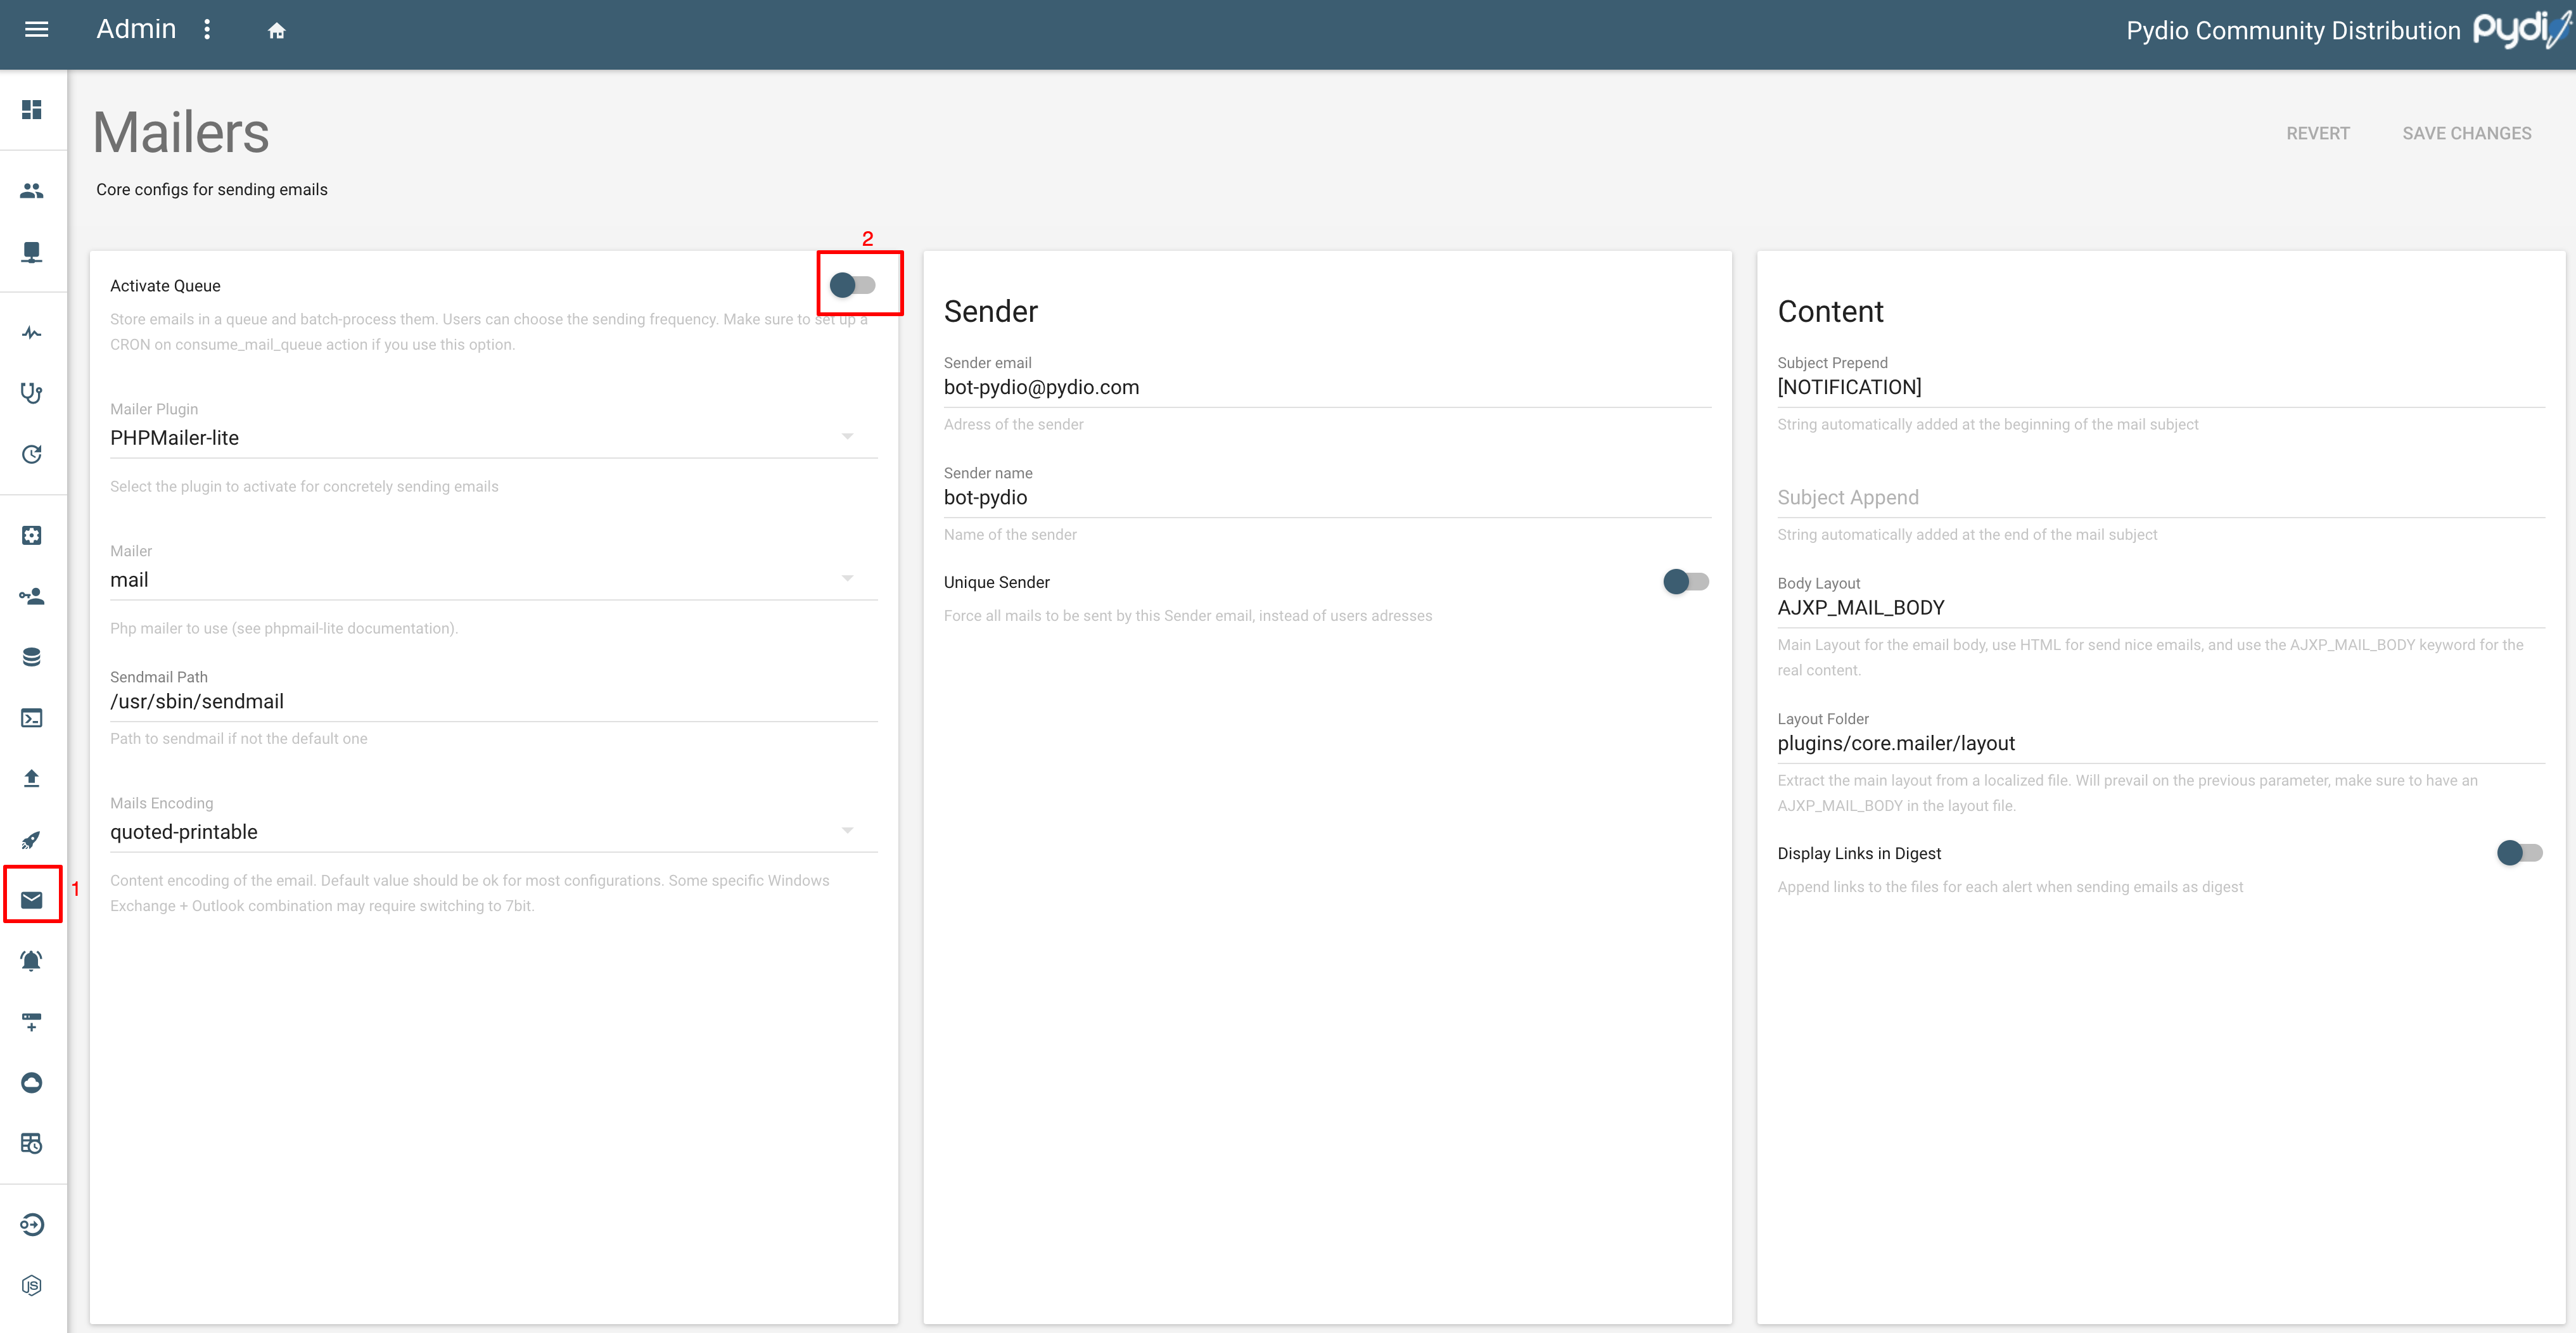 Admin
Pydio Community Distribution pydio
Mailers
REVERT
SAVE CHANGES
Core configs for sending emails
2
Activate Queue
Store emails in a queue and batch-process them. Users can choose the sending frequency. Make sure to set up a
CRON on consume_mail_queue action if you use this option.
Mailer Plugin
PHPMailer-lite
Select the plugin to activate for concretely sending emails
Mailer
mail
Php mailer to use (see phpmail-lite documentation).
Sendmail Path
/usr/sbin/sendmail
Path to sendmail if not the default one
Mails Encoding
quoted-printable
Content encoding of the email. Default value should be ok for most configurations. Some specific Windows
Exchange + Outlook combination may require switching to 7bit.
1
Sender
Sender email
bot-pydio@pydio.com
Adress of the sender
Sender name
bot-pydio
Name of the sender
Unique Sender
Force all mails to be sent by this Sender email, instead of users adresses
Content
Subject Prepend
[NOTIFICATION]
String automatically added at the beginning of the mail subject
Subject Append
String automatically added at the end of the mail subject
Body Layout
AJXP_MAIL_BODY
Main Layout for the email body, use HTML for send nice emails, and use the AJXP_MAIL_BODY keyword for the
real content.
Layout Folder
plugins/core.mailer/layout
Extract the main layout from a localized file. Will prevail on the previous parameter, make sure to have an
AJXP_MAIL_BODY in the layout file.
Display Links in Digest
Append links to the files for each alert when sending emails as digest
JS